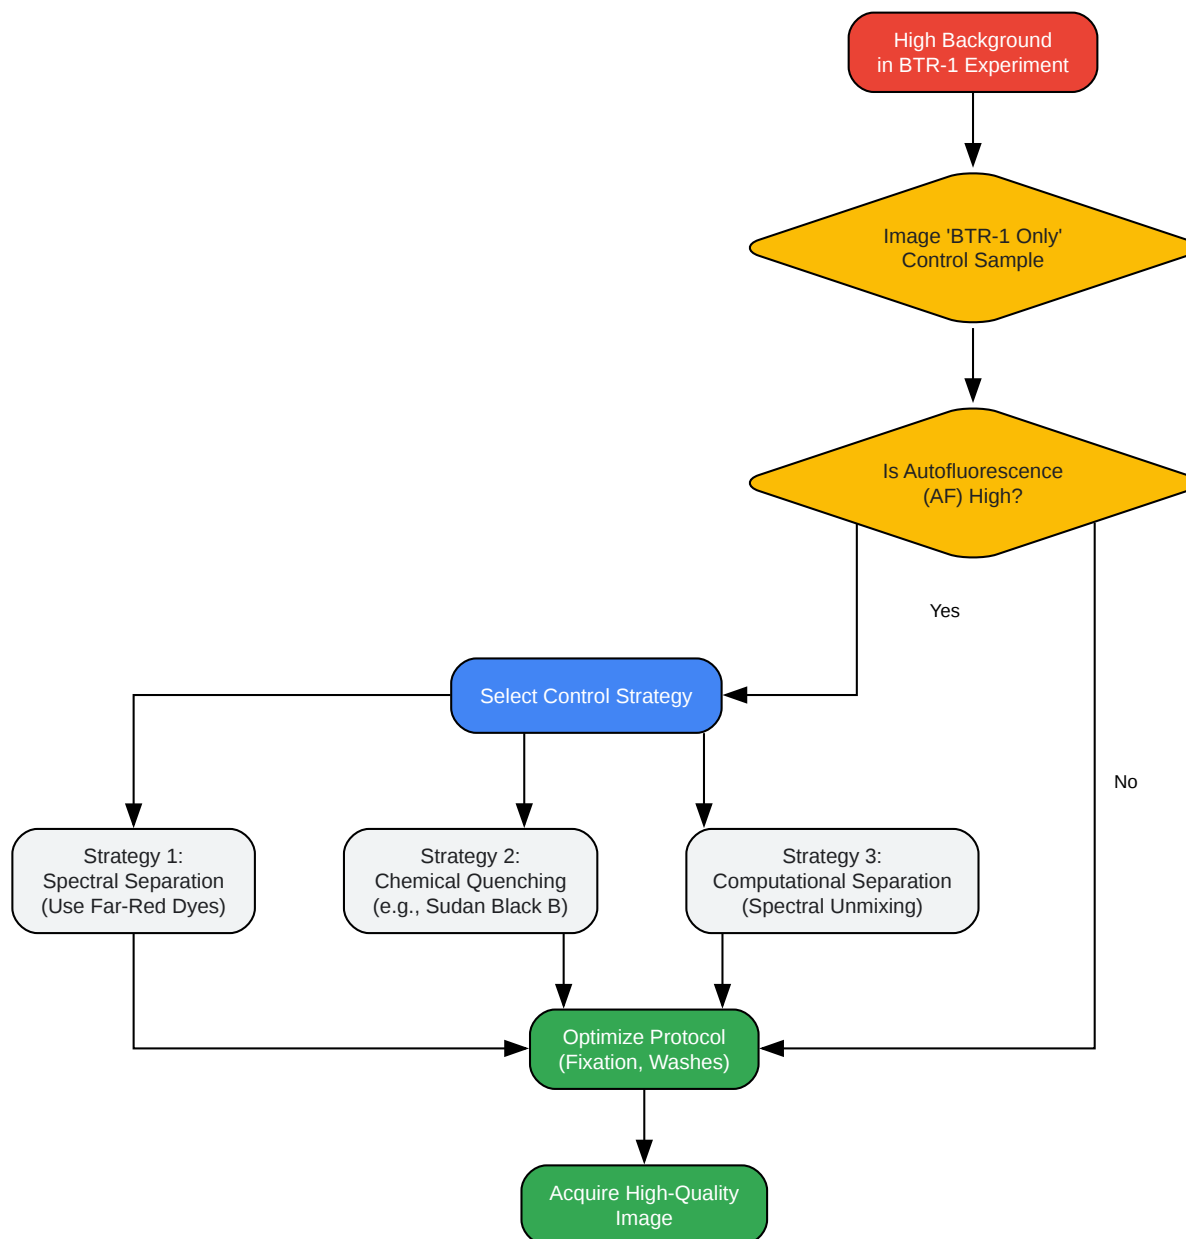 High Background
in BTR-1 Experiment
Image 'BTR-1 Only'
Control Sample
Is Autofluorescence
(AF) High?
Yes
Select Control Strategy
No
Strategy 1:
Spectral Separation
(Use Far-Red Dyes)
Strategy 2:
Chemical Quenching
(e.g., Sudan Black B)
Strategy 3:
Computational Separation
(Spectral Unmixing)
Optimize Protocol
(Fixation, Washes)
Acquire High-Quality
Image